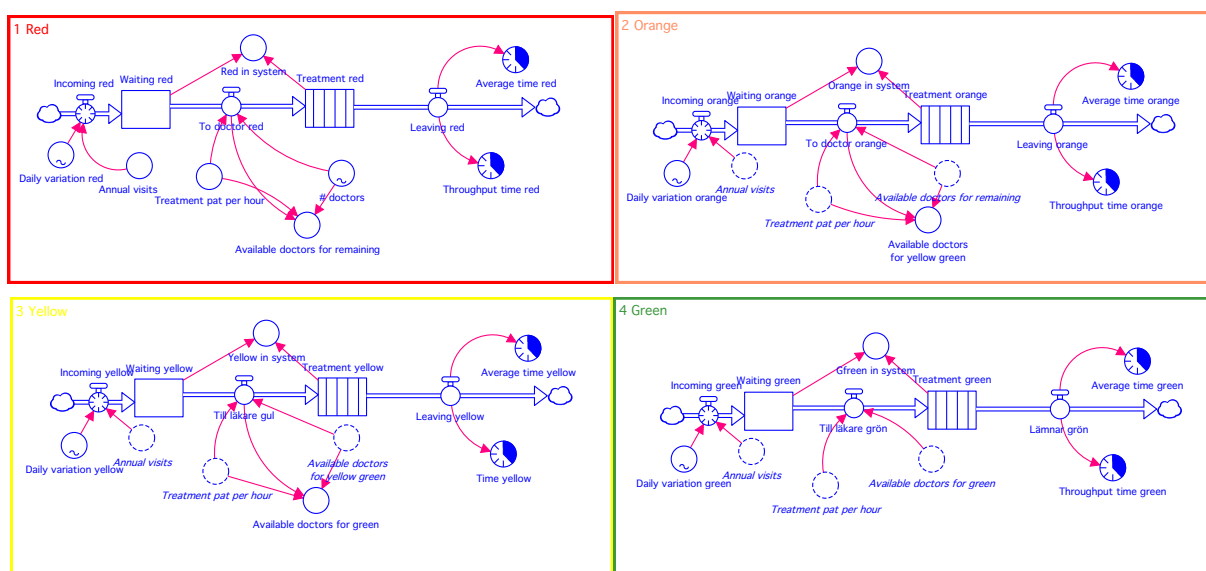 1 Red
Incoming red
Waiting red
Red in system
Treatment red
Average time red
To doctor red
Leaving red
Daily variation red
Annual visits
Treatment pat per hour
# doctors
Throughput time red
Available doctors for remaining
2 Orange
Incoming orange
Waiting orange
Orange in system
Treatment orange
Average time orange
To doctor orange
Leaving orange
Daily variation orange
Annual visits
Treatment pat per hour
Available doctors for remaining
Throughput time orange
Available doctors
for yellow green
3 Yellow
Incoming yellow
Waiting yellow
Yellow in system
Treatment yellow
Average time yellow
Till läkare gul
Leaving yellow
Daily variation yellow
Annual visits
Treatment pat per hour
Available doctors
for yellow green
Time yellow
Available doctors for green
4 Green
Incoming green
Waiting green
Gfreen in system
Treatment green
Average time green
Till läkare grön
Lämnar grön
Daily variation green
Annual visits
Treatment pat per hour
Available doctors for green
Throughput time green